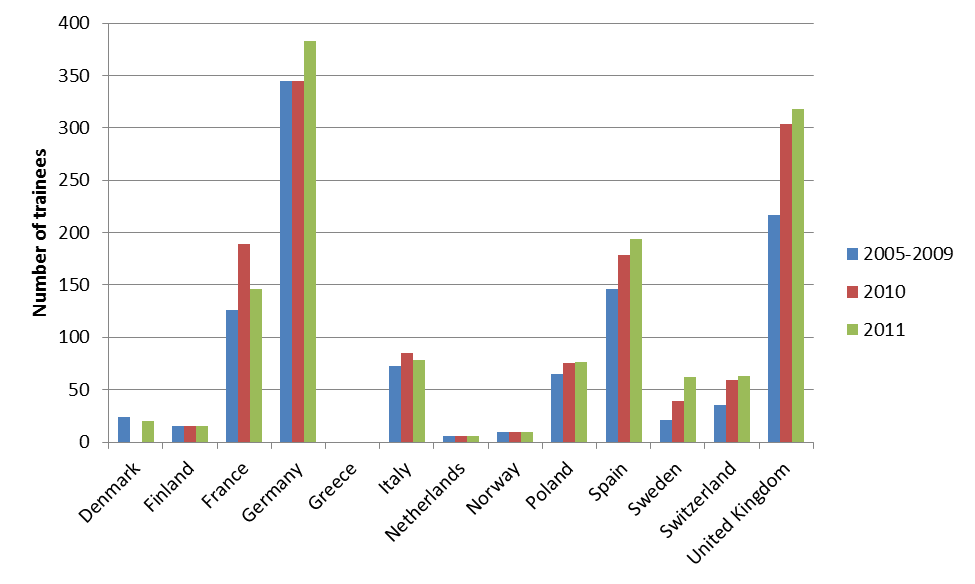 400
350
300
250
200
150
100
50
0
Number of trainees
Denmark
Finland
France
Germany
Greece
Italy
Netherlands
Norway
Poland
Spain
Sweden
Switzerland
United Kingdom
2005-2009
2010
2011